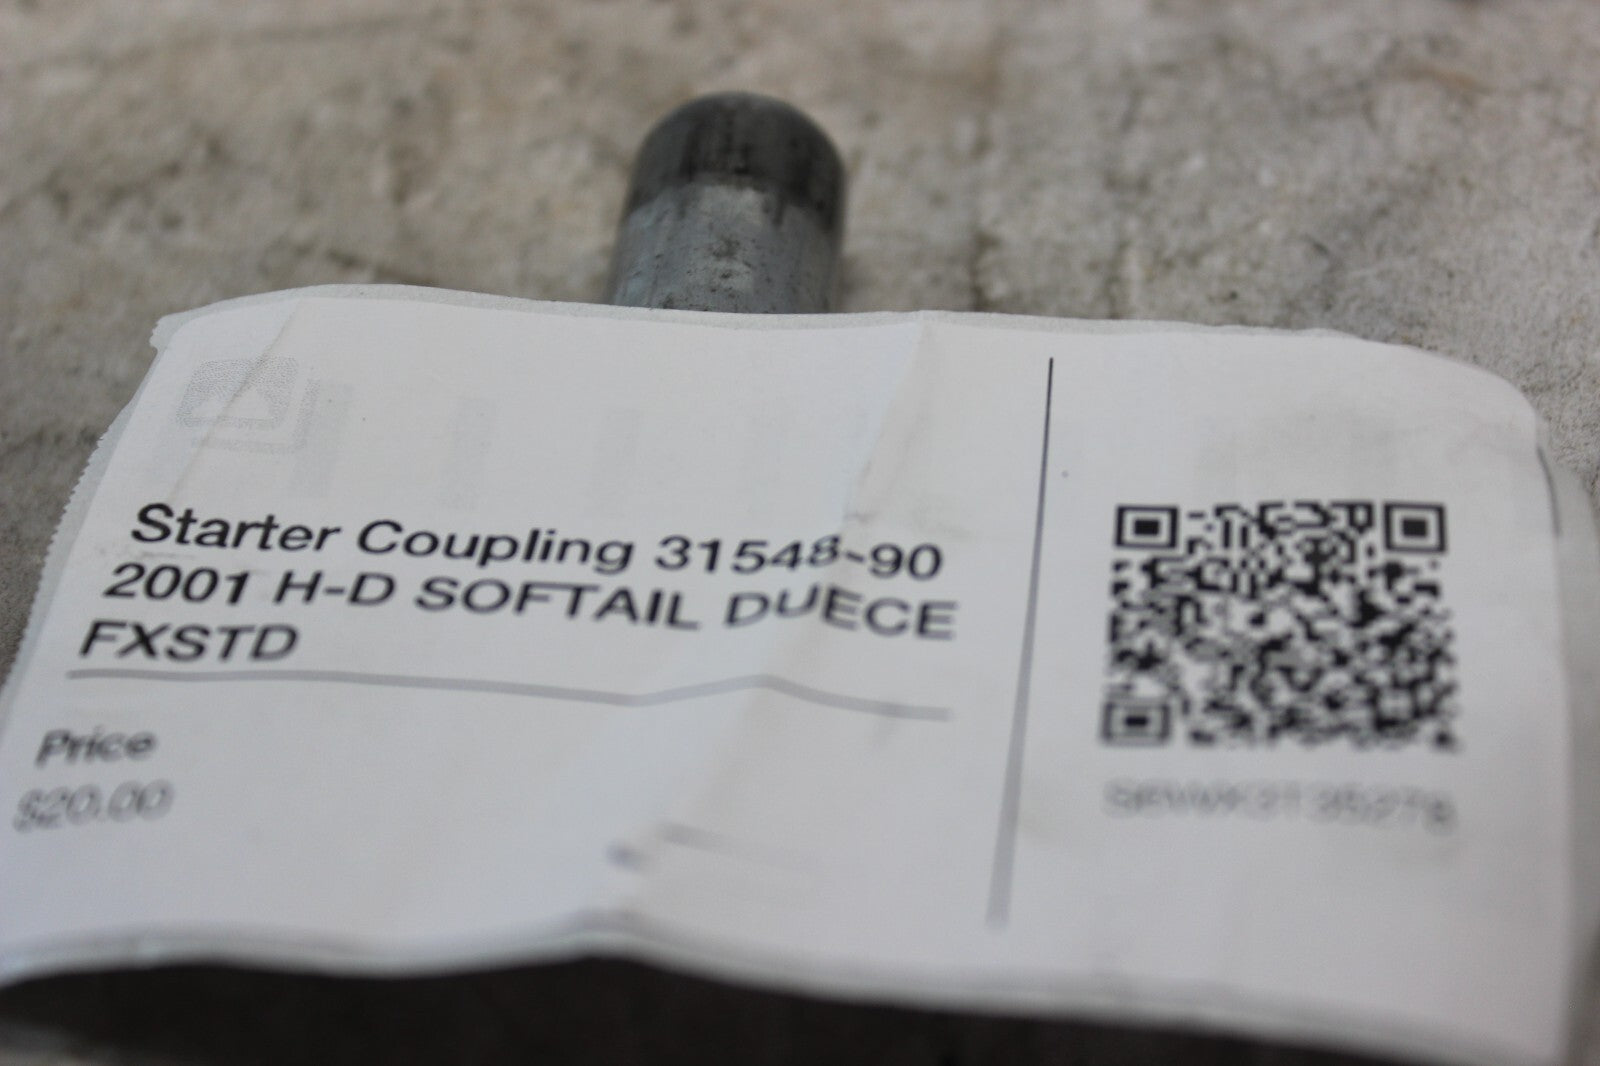 Starter Coupling 31548-90
2001 H-D SOFTAIL DUECE
FXSTD
Price
$20.00